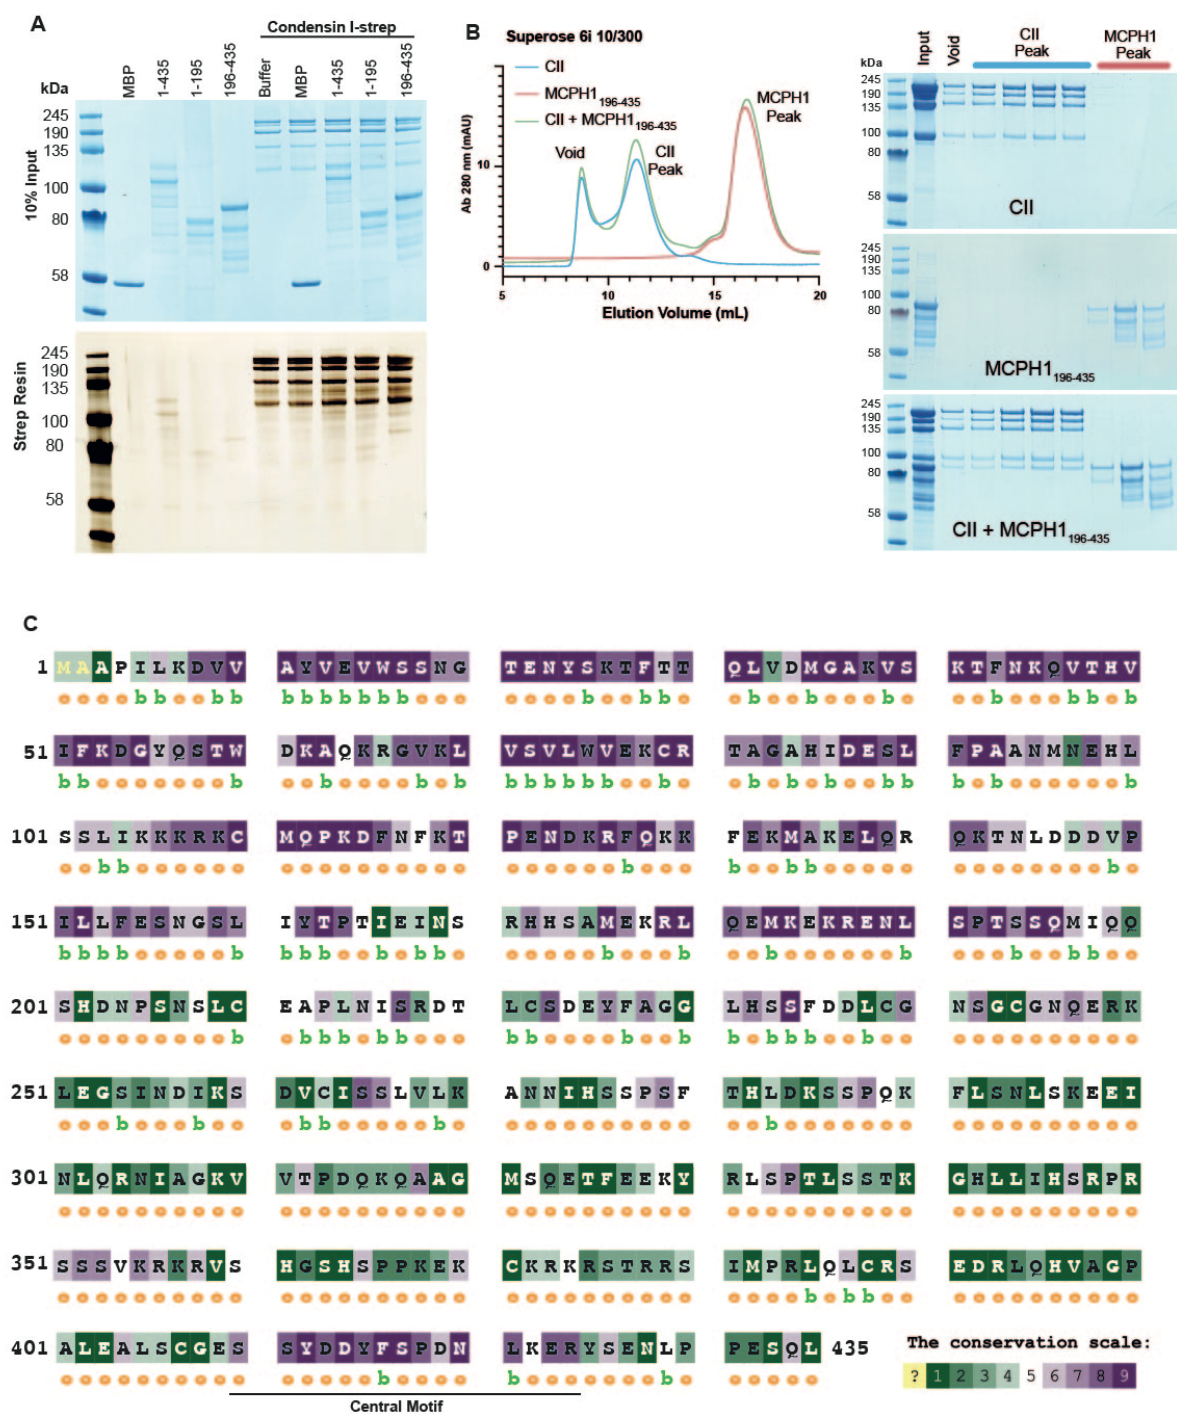 A
Condensin I-strep
kDa
MBP
1-435
1-195
196-435
Buffer
MBP
1-435
1-195
196-435
10% Input
245
190
135
100
80
58
Strep Resin
245
190
135
100
80
58
B
Superose 6i 10/300
CII
MCPH1196-435
CII + MCPH1196-435
Void
CII
Peak
MCPH1
Peak
Ab 280 nm (mAU)
10
0
5
10
15
20
Elution Volume (mL)
kDa
Input
Void
CII
Peak
MCPH1
Peak
245
190
135
100
80
58
CII
245
190
135
100
80
58
MCPH1196-435
245
190
135
100
80
58
CII + MCPH1196-435
C
1 MAAPILKDVV AYVEVWSSNG TENYSKTFTT QLVDMGAKVS KTFNKQVTHV
51 IFKDGYQSTW DKAQKRGVKL VSVLWVEKCR TAGAHIDESL FPAANMNEHL
101 SSLIKKKRKC MQPKDFNFKT PENDKRFQKK FEKMAKELQR QKTNLDDDVP
151 ILLFESNGSL IYTPTIEINS RHHSAMEKRL QEMKEKRENL SPTSSQMIQQ
201 SHDNPSNSLC EAPLNISRDT LCSDEYFAGG LHSSFDDLCG NSGCGNQERK
251 LEGSINDIKS DVCISSLVLK ANNIHSSPSF THLDKSSPQK FLSNLSKEEI
301 NLQRNIAGKV VTPDQKQAAG MSQETFEEKY RLSPTLSSTK GHLLIHSRPR
351 SSSVKRKRVS HGSHSPPKEK CKRKRSTRRS IMPRLQLCRS EDRLQHVAGP
401 ALEALSCGES SYDDYFSPDN LKERYSENLP PESQL 435
Central Motif
The conservation scale:
? 1 2 3 4 5 6 7 8 9